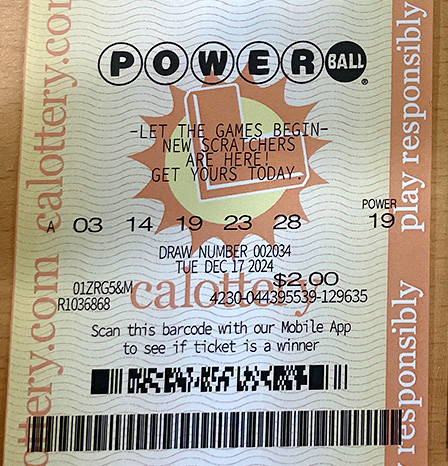 POWERBALL®
-LET THE GAMES BEGIN-
NEW SCRATCHERS
ARE HERE!
GET YOURS TODAY.
POWER
A 03 14 19 23 28 19
DRAW NUMBER 002034
TUE DEC 17 2024
$2.00
01ZRG5&M
R1036868
4230-044395539-129635
calottery
Scan this barcode with our Mobile App
to see if ticket is a winner
ottery.com calottery.com
responsibly play responsibly